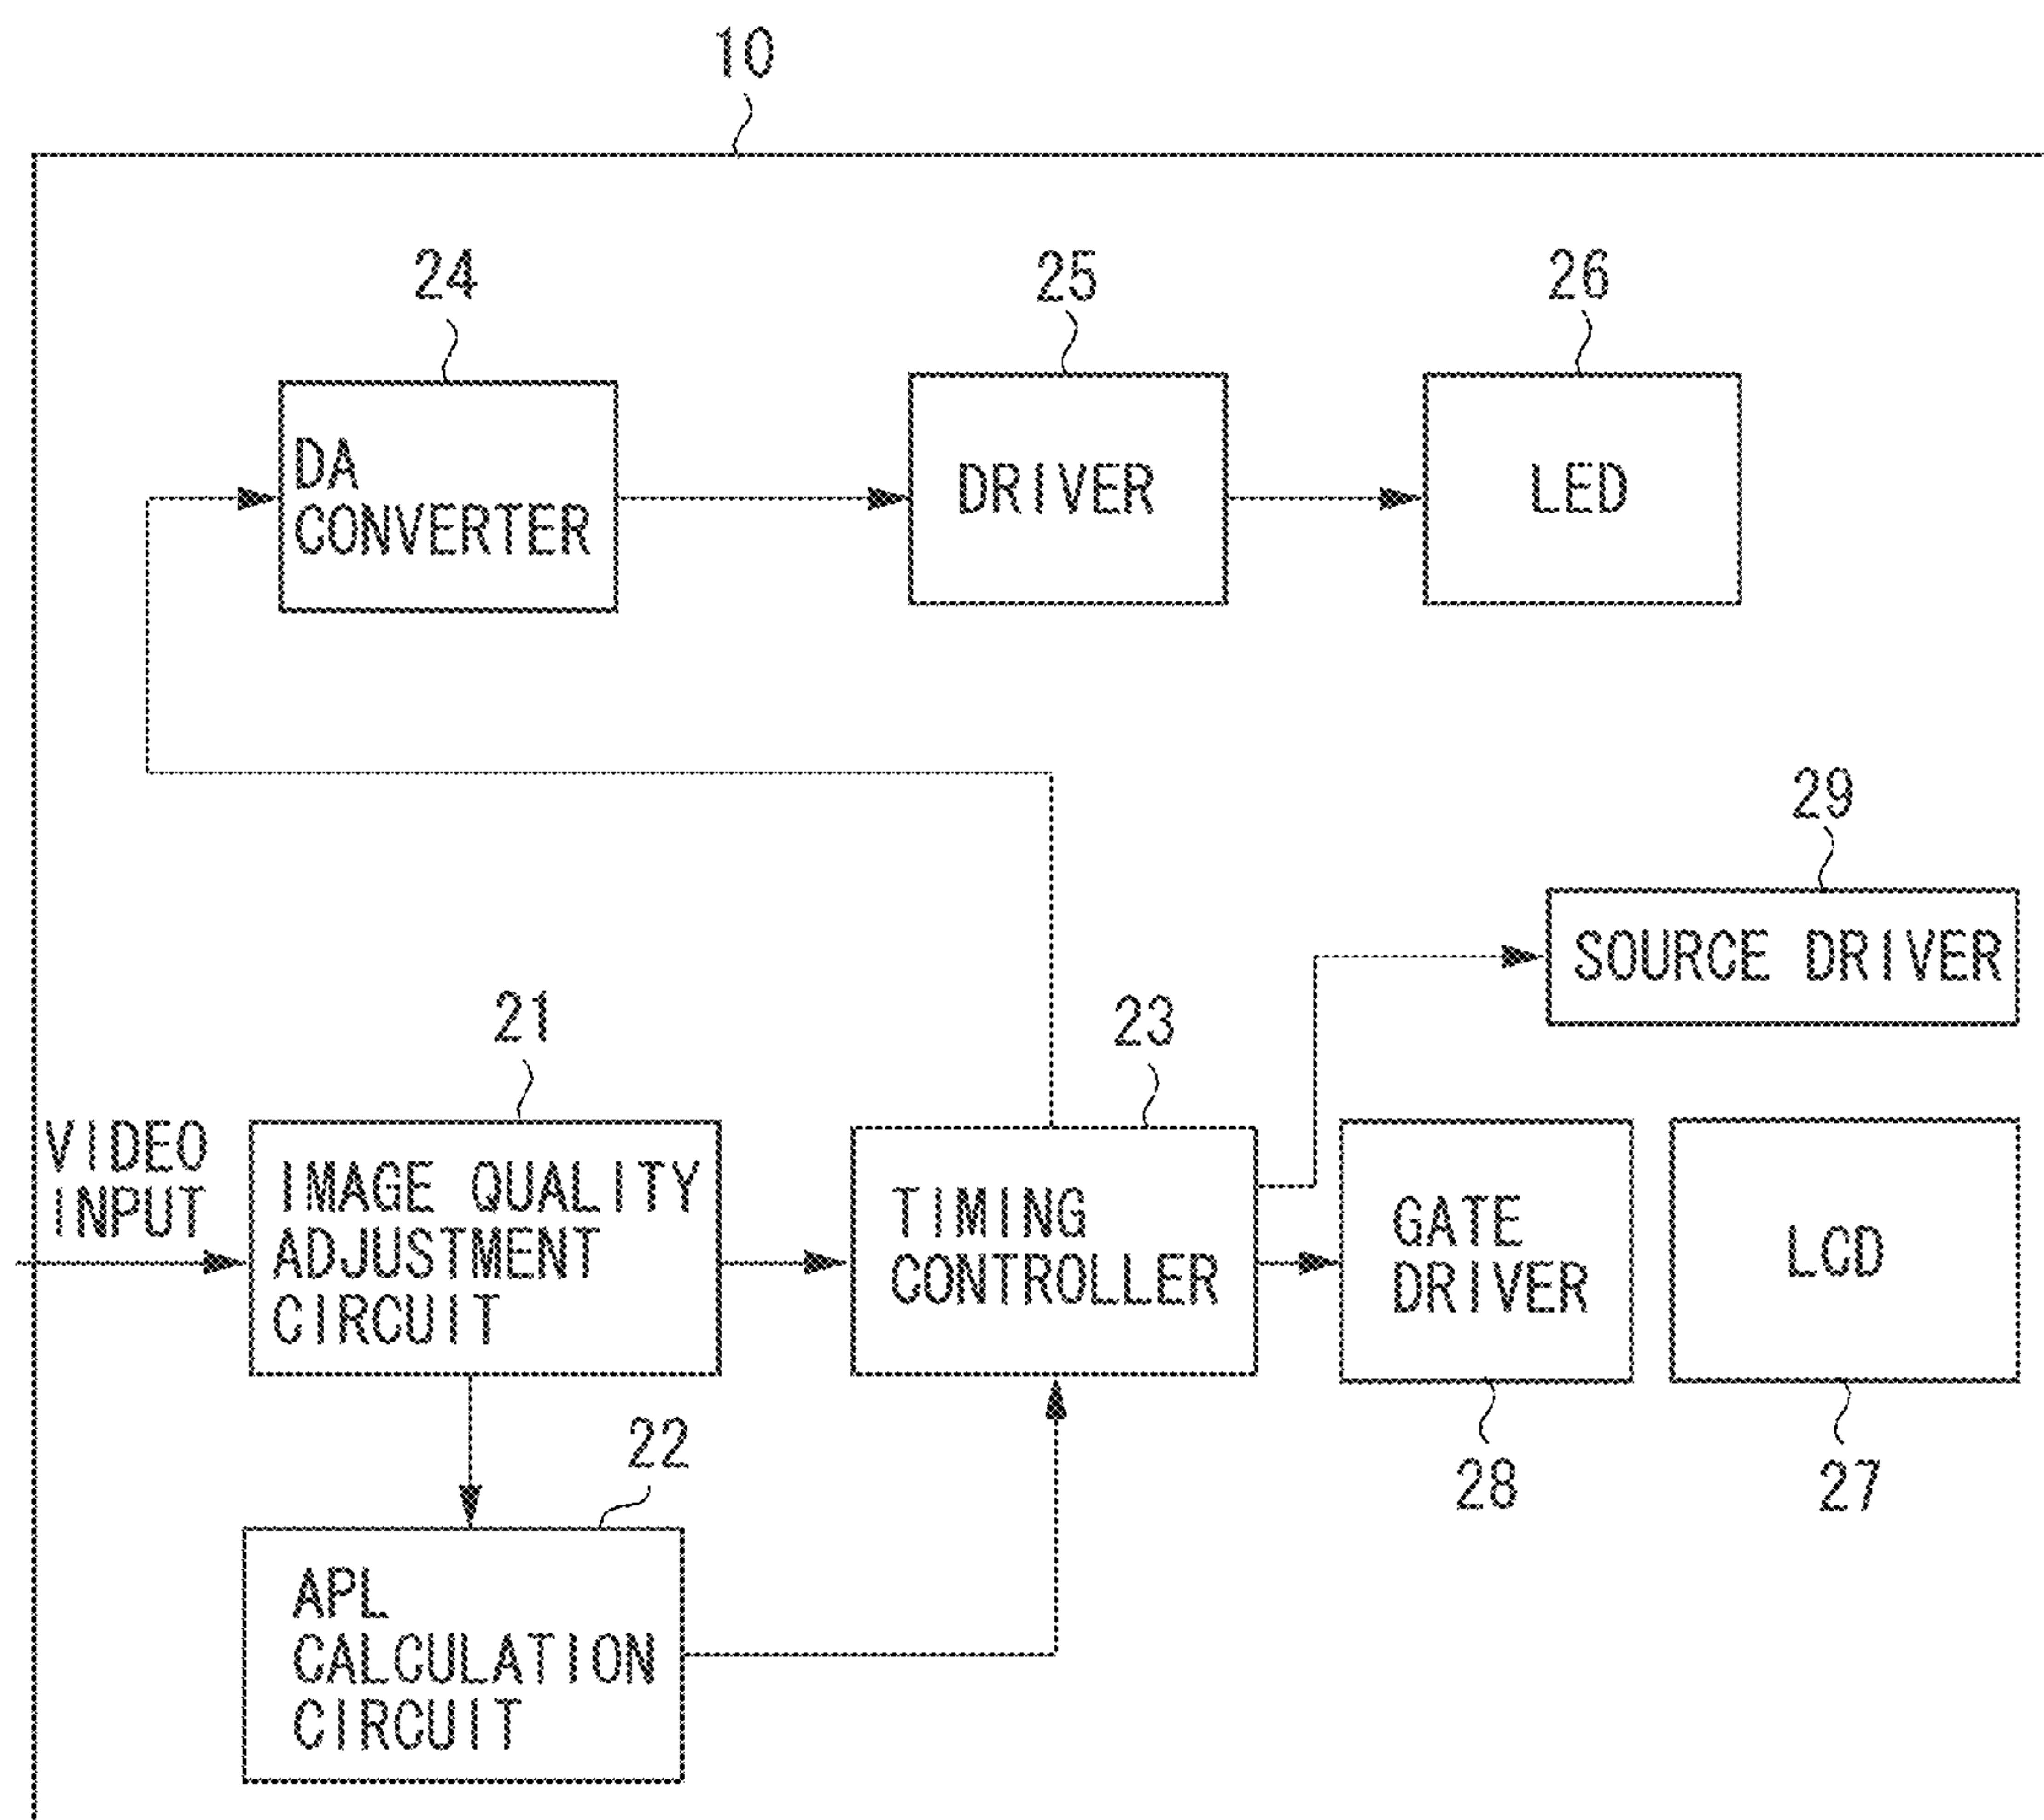 10
24
25
26
DA
CONVERTER
DRIVER
LED
29
SOURCE DRIVER
21
23
VIDEO
INPUT
IMAGE QUALITY
ADJUSTMENT
CIRCUIT
TIMING
CONTROLLER
GATE
DRIVER
LCD
22
28
27
APL
CALCULATION
CIRCUIT